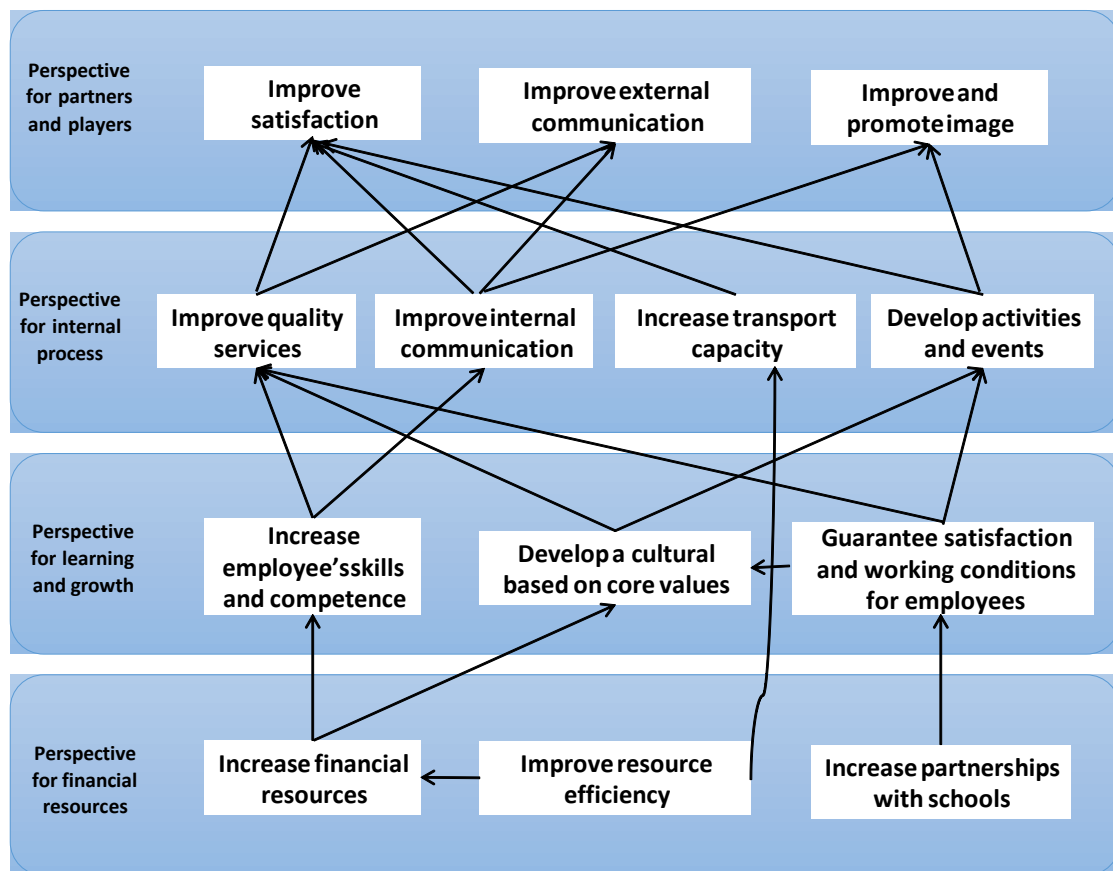 Perspective
for partners
and players
Improve
satisfaction
Improve external
communication
Improve and
promote image
Perspective
for internal
process
Improve quality
services
Improve internal
communication
Increase transport
capacity
Develop activities
and events
Perspective
for learning
and growth
Increase
employee'sskills
and competence
Develop a cultural
based on core values
Guarantee satisfaction
and working conditions
for employees
Perspective
for financial
resources
Increase financial
resources
Improve resource
efficiency
Increase partnerships
with schools